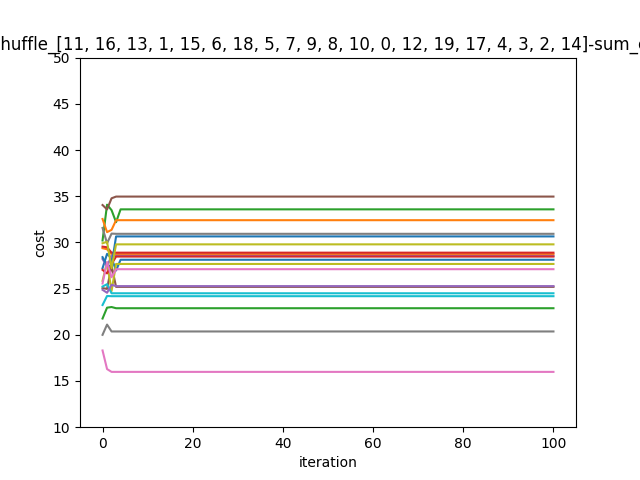 huffle_[11, 16, 13, 1, 15, 6, 18, 5, 7, 9, 8, 10, 0, 12, 19, 17, 4, 3, 2, 14]-sum_
50
45
40
35
30
25
20
15
10
cost
0 20 40 60 80 100
iteration